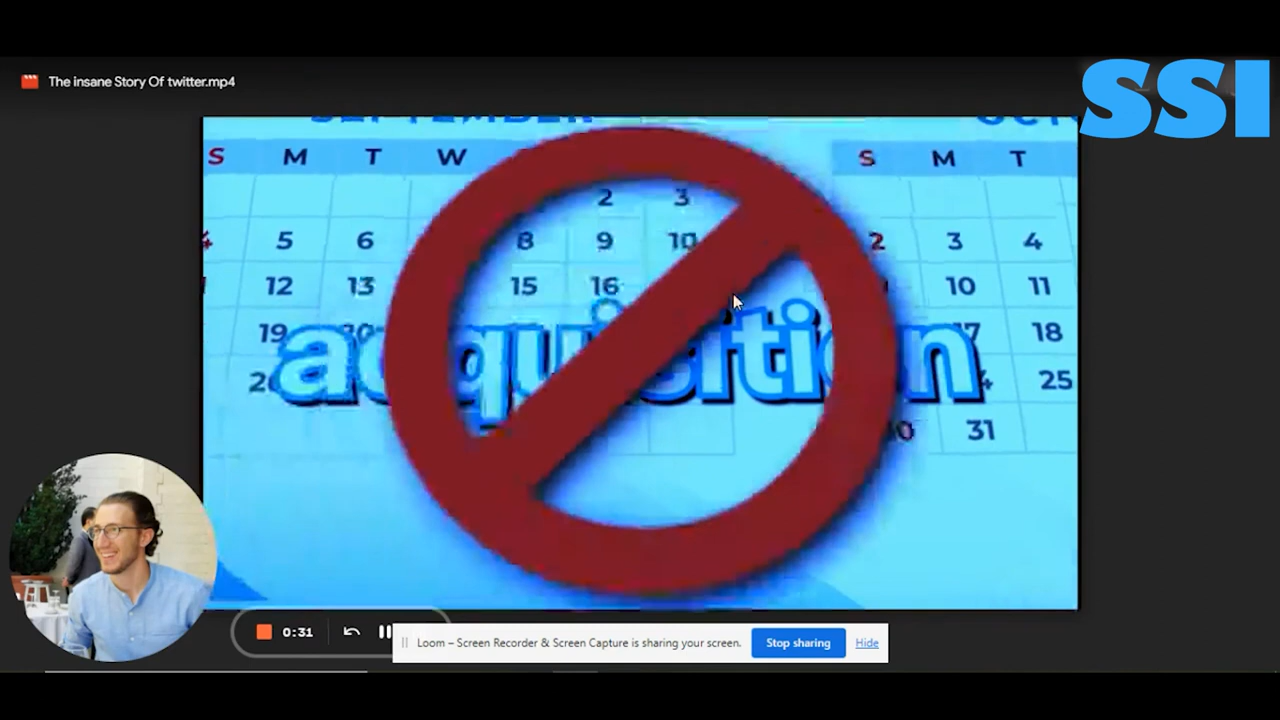 SSI
The insane Story Of twitter.mp4
S M T W
S M T
2 3
5 6 8 9 10
2 3 4
12 13 15 16
10 11
19
18
25
31
acquisition
0:31
Loom – Screen Recorder & Screen Capture is sharing your screen. Stop sharing Hide